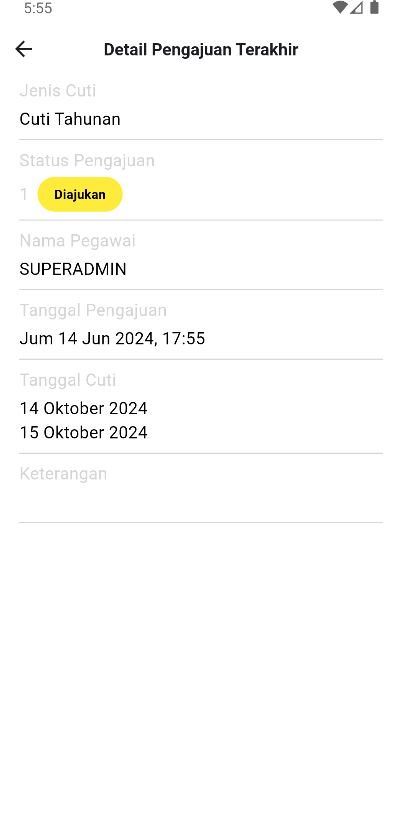 5:55
Detail Pengajuan Terakhir
Jenis Cuti
Cuti Tahunan
Status Pengajuan
1 Diajukan
Nama Pegawai
SUPERADMIN
Tanggal Pengajuan
Jum 14 Jun 2024, 17:55
Tanggal Cuti
14 Oktober 2024
15 Oktober 2024
Keterangan